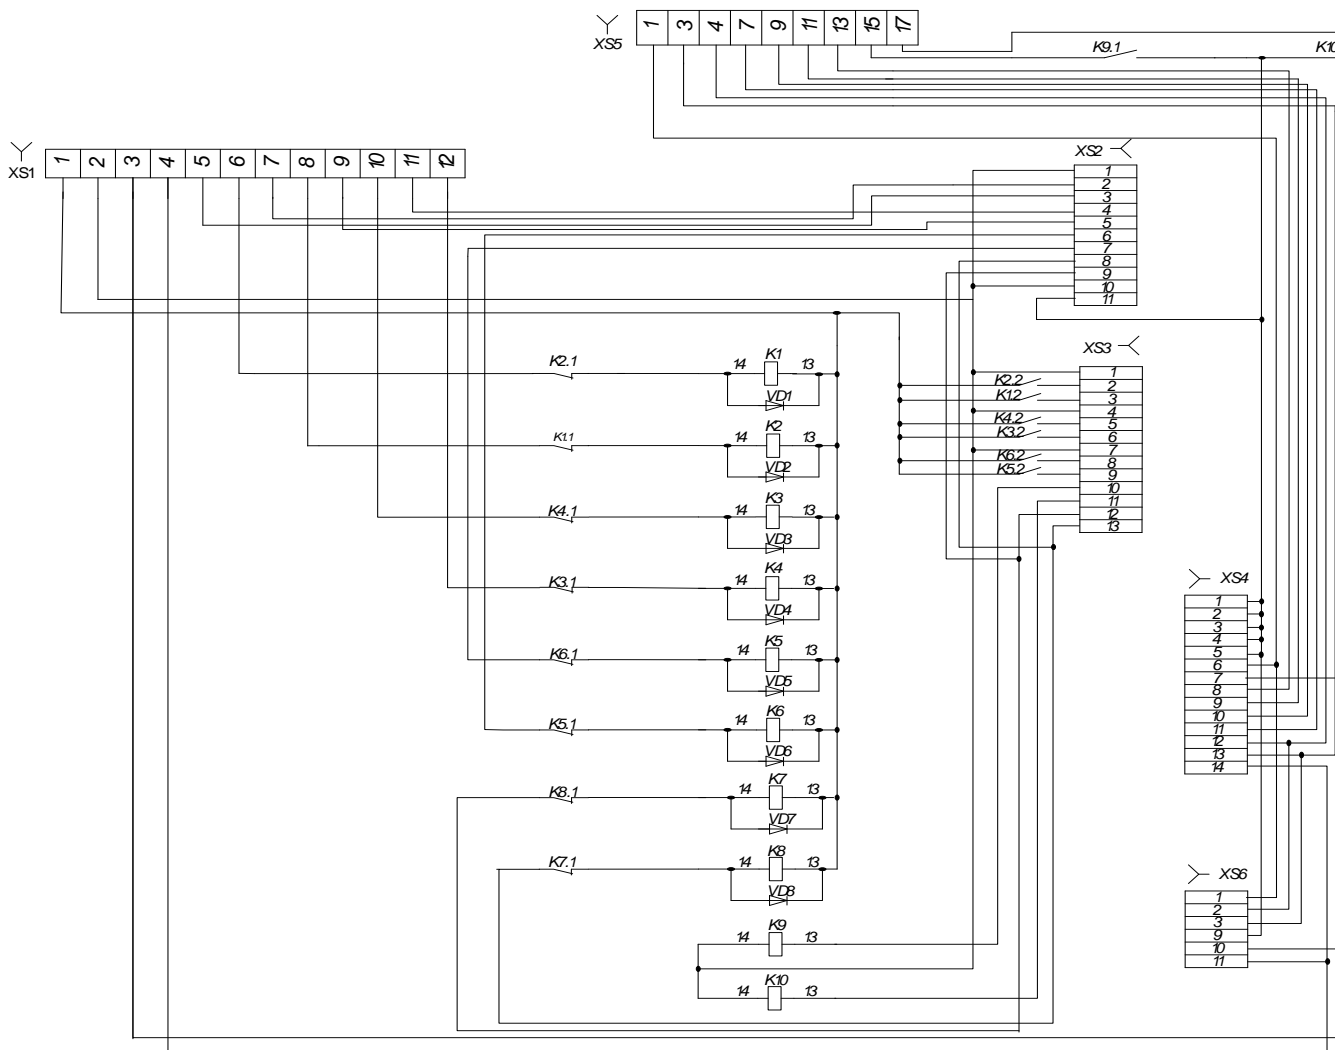 XS5
1 3 4 7 9 11 13 15 17
K9.1
K10
XS1
1 2 3 4 5 6 7 8 9 10 11 12
XS2
1
2
3
4
5
6
7
8
9
10
11
XS3
1
2
3
4
5
6
7
8
9
10
11
12
13
K2.2
K1.2
K4.2
K3.2
K6.2
K5.2
K2.1 14 K1 13
VD1
K1.1 14 K2 13
VD2
K4.1 14 K3 13
VD3
K3.1 14 K4 13
VD4
K6.1 14 K5 13
VD5
K5.1 14 K6 13
VD6
K8.1 14 K7 13
VD7
K7.1 14 K8 13
VD8
14 K9 13
14 K10 13
XS4
1
2
3
4
5
6
7
8
9
10
11
12
13
14
XS6
1
2
3
9
10
11